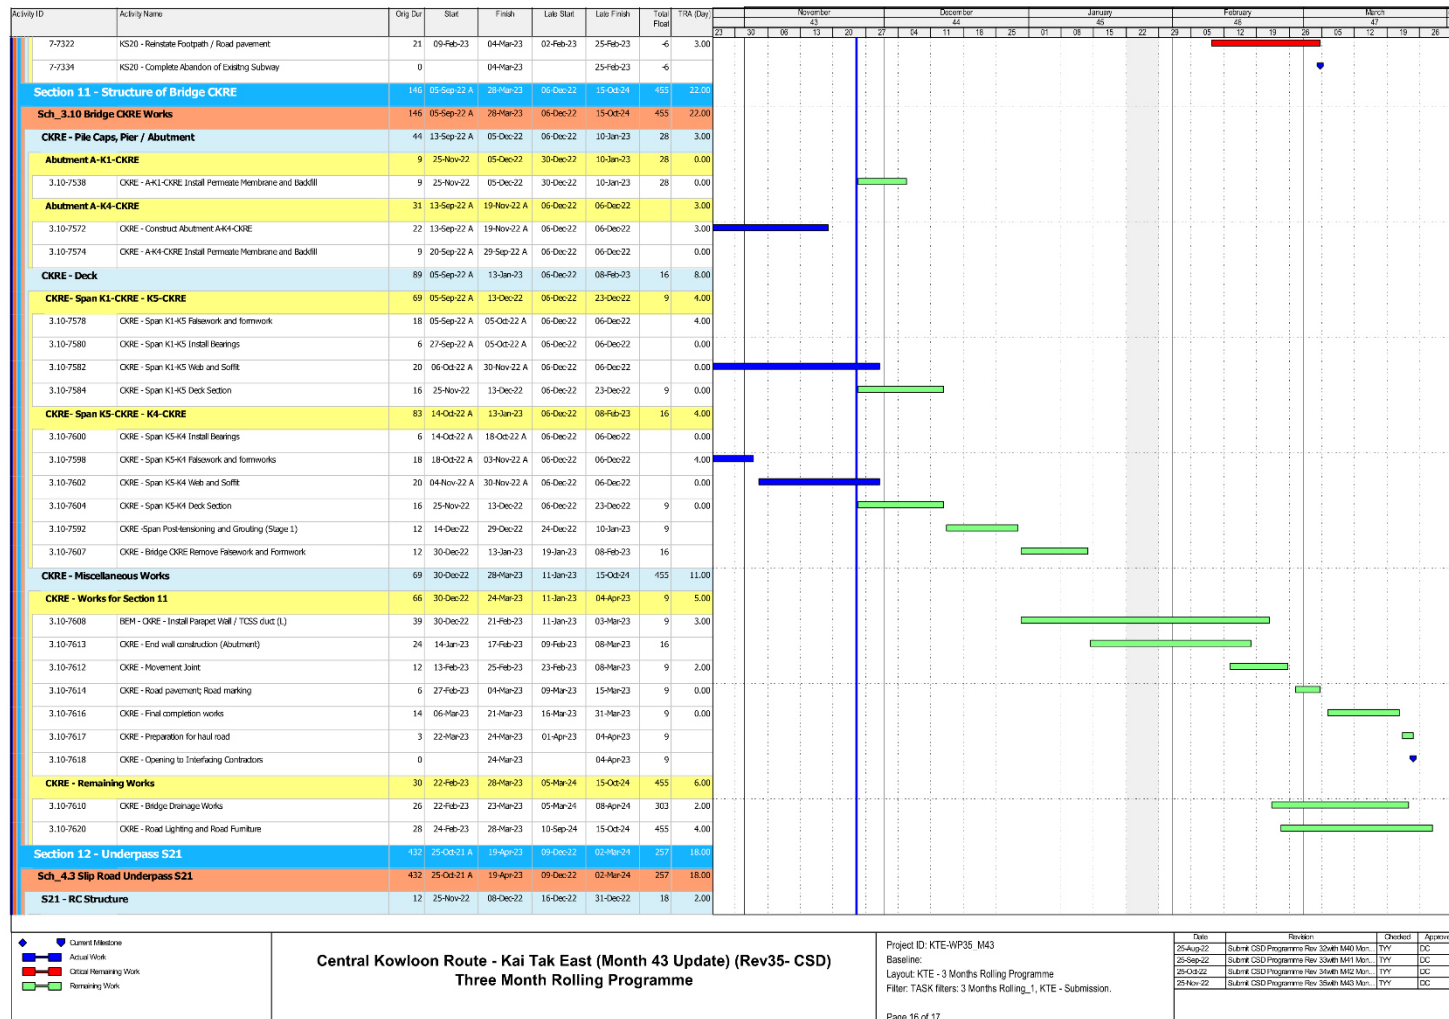 Activity ID Activity Name Orig Dur Start Finish Late Start Late Finish Total Float TRA (Day) November December January February March
43 44 45 46 47
23 30 06 13 20 27 04 11 18 25 01 08 15 22 29 05 12 19 26 05 12 19 26
7-7322 KS20 - Reinstate Footpath / Road pavement 21 09-Feb-23 04-Mar-23 02-Feb-23 25-Feb-23 -6 3.00
7-7334 KS20 - Complete Abandon of Exisitng Subway 0 04-Mar-23 25-Feb-23 -6
Section 11 - Structure of Bridge CKRE 146 05-Sep-22 A 28-Mar-23 06-Dec-22 15-Oct-24 455 22.00
Sch_3.10 Bridge CKRE Works 146 05-Sep-22 A 28-Mar-23 06-Dec-22 15-Oct-24 455 22.00
CKRE - Pile Caps, Pier / Abutment 44 13-Sep-22 A 05-Dec-22 06-Dec-22 10-Jan-23 28 3.00
Abutment A-K1-CKRE 9 25-Nov-22 05-Dec-22 30-Dec-22 10-Jan-23 28 0.00
3.10-7538 CKRE - A-K1-CKRE Install Permeate Membrane and Backfill 9 25-Nov-22 05-Dec-22 30-Dec-22 10-Jan-23 28 0.00
Abutment A-K4-CKRE 31 13-Sep-22 A 19-Nov-22 A 06-Dec-22 06-Dec-22 3.00
3.10-7572 CKRE - Construct Abutment A-K4-CKRE 22 13-Sep-22 A 19-Nov-22 A 06-Dec-22 06-Dec-22 3.00
3.10-7574 CKRE - A-K4-CKRE Install Permeate Membrane and Backfill 9 20-Sep-22 A 29-Sep-22 A 06-Dec-22 06-Dec-22 0.00
CKRE - Deck 89 05-Sep-22 A 13-Jan-23 06-Dec-22 08-Feb-23 16 8.00
CKRE- Span K1-CKRE - K5-CKRE 69 05-Sep-22 A 13-Dec-22 06-Dec-22 23-Dec-22 9 4.00
3.10-7578 CKRE - Span K1-K5 Falsework and formwork 18 05-Sep-22 A 05-Oct-22 A 06-Dec-22 06-Dec-22 4.00
3.10-7580 CKRE - Span K1-K5 Install Bearings 6 27-Sep-22 A 05-Oct-22 A 06-Dec-22 06-Dec-22 0.00
3.10-7582 CKRE - Span K1-K5 Web and Soffit 20 06-Oct-22 A 30-Nov-22 A 06-Dec-22 06-Dec-22 0.00
3.10-7584 CKRE - Span K1-K5 Deck Section 16 25-Nov-22 13-Dec-22 06-Dec-22 23-Dec-22 9 0.00
CKRE- Span K5-CKRE - K4-CKRE 83 14-Oct-22 A 13-Jan-23 06-Dec-22 08-Feb-23 16 4.00
3.10-7600 CKRE - Span K5-K4 Install Bearings 6 14-Oct-22 A 18-Oct-22 A 06-Dec-22 06-Dec-22 0.00
3.10-7598 CKRE - Span K5-K4 Falsework and formworks 18 18-Oct-22 A 03-Nov-22 A 06-Dec-22 06-Dec-22 4.00
3.10-7602 CKRE - Span K5-K4 Web and Soffit 20 04-Nov-22 A 30-Nov-22 A 06-Dec-22 06-Dec-22 0.00
3.10-7604 CKRE - Span K5-K4 Deck Section 16 25-Nov-22 13-Dec-22 06-Dec-22 23-Dec-22 9 0.00
3.10-7592 CKRE -Span Post-tensioning and Grouting (Stage 1) 12 14-Dec-22 29-Dec-22 24-Dec-22 10-Jan-23 9
3.10-7607 CKRE - Bridge CKRE Remove Falsework and Formwork 12 30-Dec-22 13-Jan-23 19-Jan-23 08-Feb-23 16
CKRE - Miscellaneous Works 69 30-Dec-22 28-Mar-23 11-Jan-23 15-Oct-24 455 11.00
CKRE - Works for Section 11 66 30-Dec-22 24-Mar-23 11-Jan-23 04-Apr-23 9 5.00
3.10-7608 BEM - CKRE - Install Parapet Wall / TCSS duct (L) 39 30-Dec-22 21-Feb-23 11-Jan-23 03-Mar-23 9 3.00
3.10-7613 CKRE - End wall construction (Abutment) 24 14-Jan-23 17-Feb-23 09-Feb-23 08-Mar-23 16
3.10-7612 CKRE - Movement Joint 12 13-Feb-23 25-Feb-23 23-Feb-23 08-Mar-23 9 2.00
3.10-7614 CKRE - Road pavement; Road marking 6 27-Feb-23 04-Mar-23 09-Mar-23 15-Mar-23 9 0.00
3.10-7616 CKRE - Final completion works 14 06-Mar-23 21-Mar-23 16-Mar-23 31-Mar-23 9 0.00
3.10-7617 CKRE - Preparation for haul road 3 22-Mar-23 24-Mar-23 01-Apr-23 04-Apr-23 9
3.10-7618 CKRE - Opening to Interfacing Contractors 0 24-Mar-23 04-Apr-23 9
CKRE - Remaining Works 30 22-Feb-23 28-Mar-23 05-Mar-24 15-Oct-24 455 6.00
3.10-7610 CKRE - Bridge Drainage Works 26 22-Feb-23 23-Mar-23 05-Mar-24 08-Apr-24 303 2.00
3.10-7620 CKRE - Road Lighting and Road Furniture 28 24-Feb-23 28-Mar-23 10-Sep-24 15-Oct-24 455 4.00
Section 12 - Underpass S21 432 25-Oct-21 A 19-Apr-23 09-Dec-22 02-Mar-24 257 18.00
Sch_4.3 Slip Road Underpass S21 432 25-Oct-21 A 19-Apr-23 09-Dec-22 02-Mar-24 257 18.00
S21 - RC Structure 12 25-Nov-22 08-Dec-22 16-Dec-22 31-Dec-22 18 2.00
Current Milestone
Actual Work
Critical Remaining Work
Remaining Work
Central Kowloon Route - Kai Tak East (Month 43 Update) (Rev35- CSD)
Three Month Rolling Programme
Project ID: KTE-WP35_M43
Baseline:
Layout: KTE - 3 Months Rolling Programme
Filter: TASK filters: 3 Months Rolling_1, KTE - Submission.
Page 16 of 17
Date Revision Checked Approve
25-Aug-22 Submit CSD Programme Rev 32with M40 Mon... TYY DC
25-Sep-22 Submit CSD Programme Rev 33with M41 Mon... TYY DC
25-Oct-22 Submit CSD Programme Rev 34with M42 Mon... TYY DC
25-Nov-22 Submit CSD Programme Rev 35with M43 Mon... TYY DC